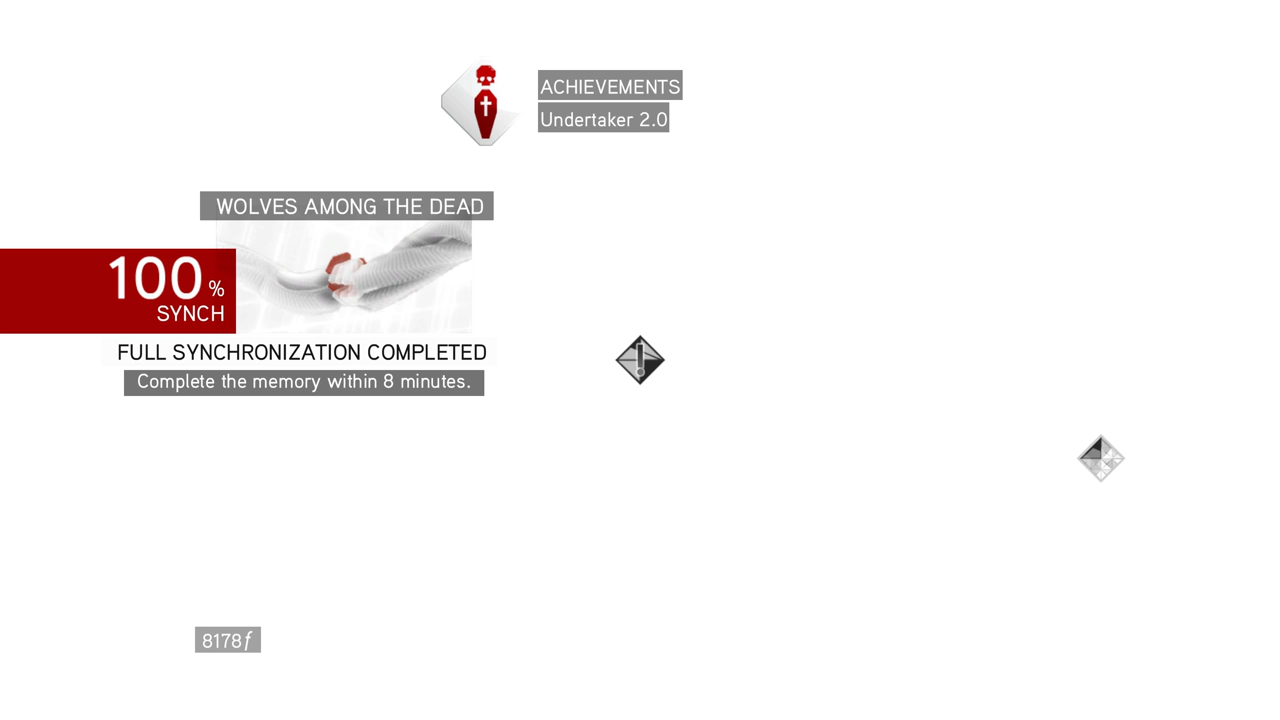 ACHIEVEMENTS
Undertaker 2.0
WOLVES AMONG THE DEAD
100 %
SYNCH
FULL SYNCHRONIZATION COMPLETED
Complete the memory within 8 minutes.
8178ƒ